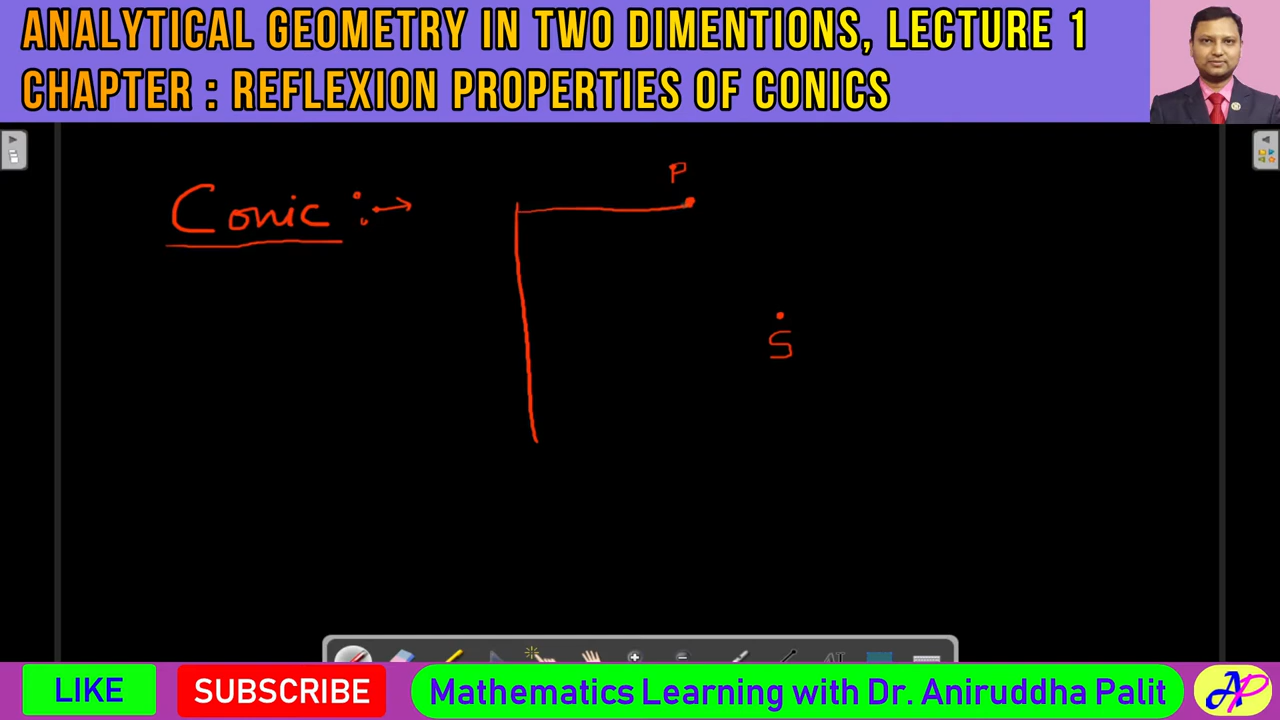 ANALYTICAL GEOMETRY IN TWO DIMENTIONS, LECTURE 1
CHAPTER : REFLEXION PROPERTIES OF CONICS
P
Conic :→
S
LIKE
SUBSCRIBE
Mathematics Learning with Dr. Aniruddha Palit
AP